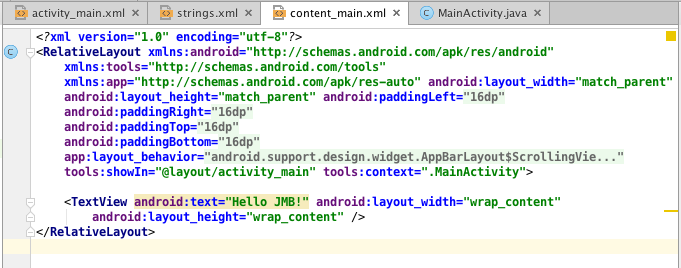 activity_main.xml × strings.xml × content_main.xml × MainActivity.java ×
<?xml version="1.0" encoding="utf-8"?>
<RelativeLayout xmlns:android="http://schemas.android.com/apk/res/android"
xmlns:tools="http://schemas.android.com/tools"
xmlns:app="http://schemas.android.com/apk/res-auto" android:layout_width="match_parent"
android:layout_height="match_parent" android:paddingLeft="16dp"
android:paddingRight="16dp"
android:paddingTop="16dp"
android:paddingBottom="16dp"
app:layout_behavior="android.support.design.widget.AppBarLayout$ScrollingVie..."
tools:showIn="@layout/activity_main" tools:context=".MainActivity">
<TextView android:text="Hello JMB!" android:layout_width="wrap_content"
android:layout_height="wrap_content" />
</RelativeLayout>